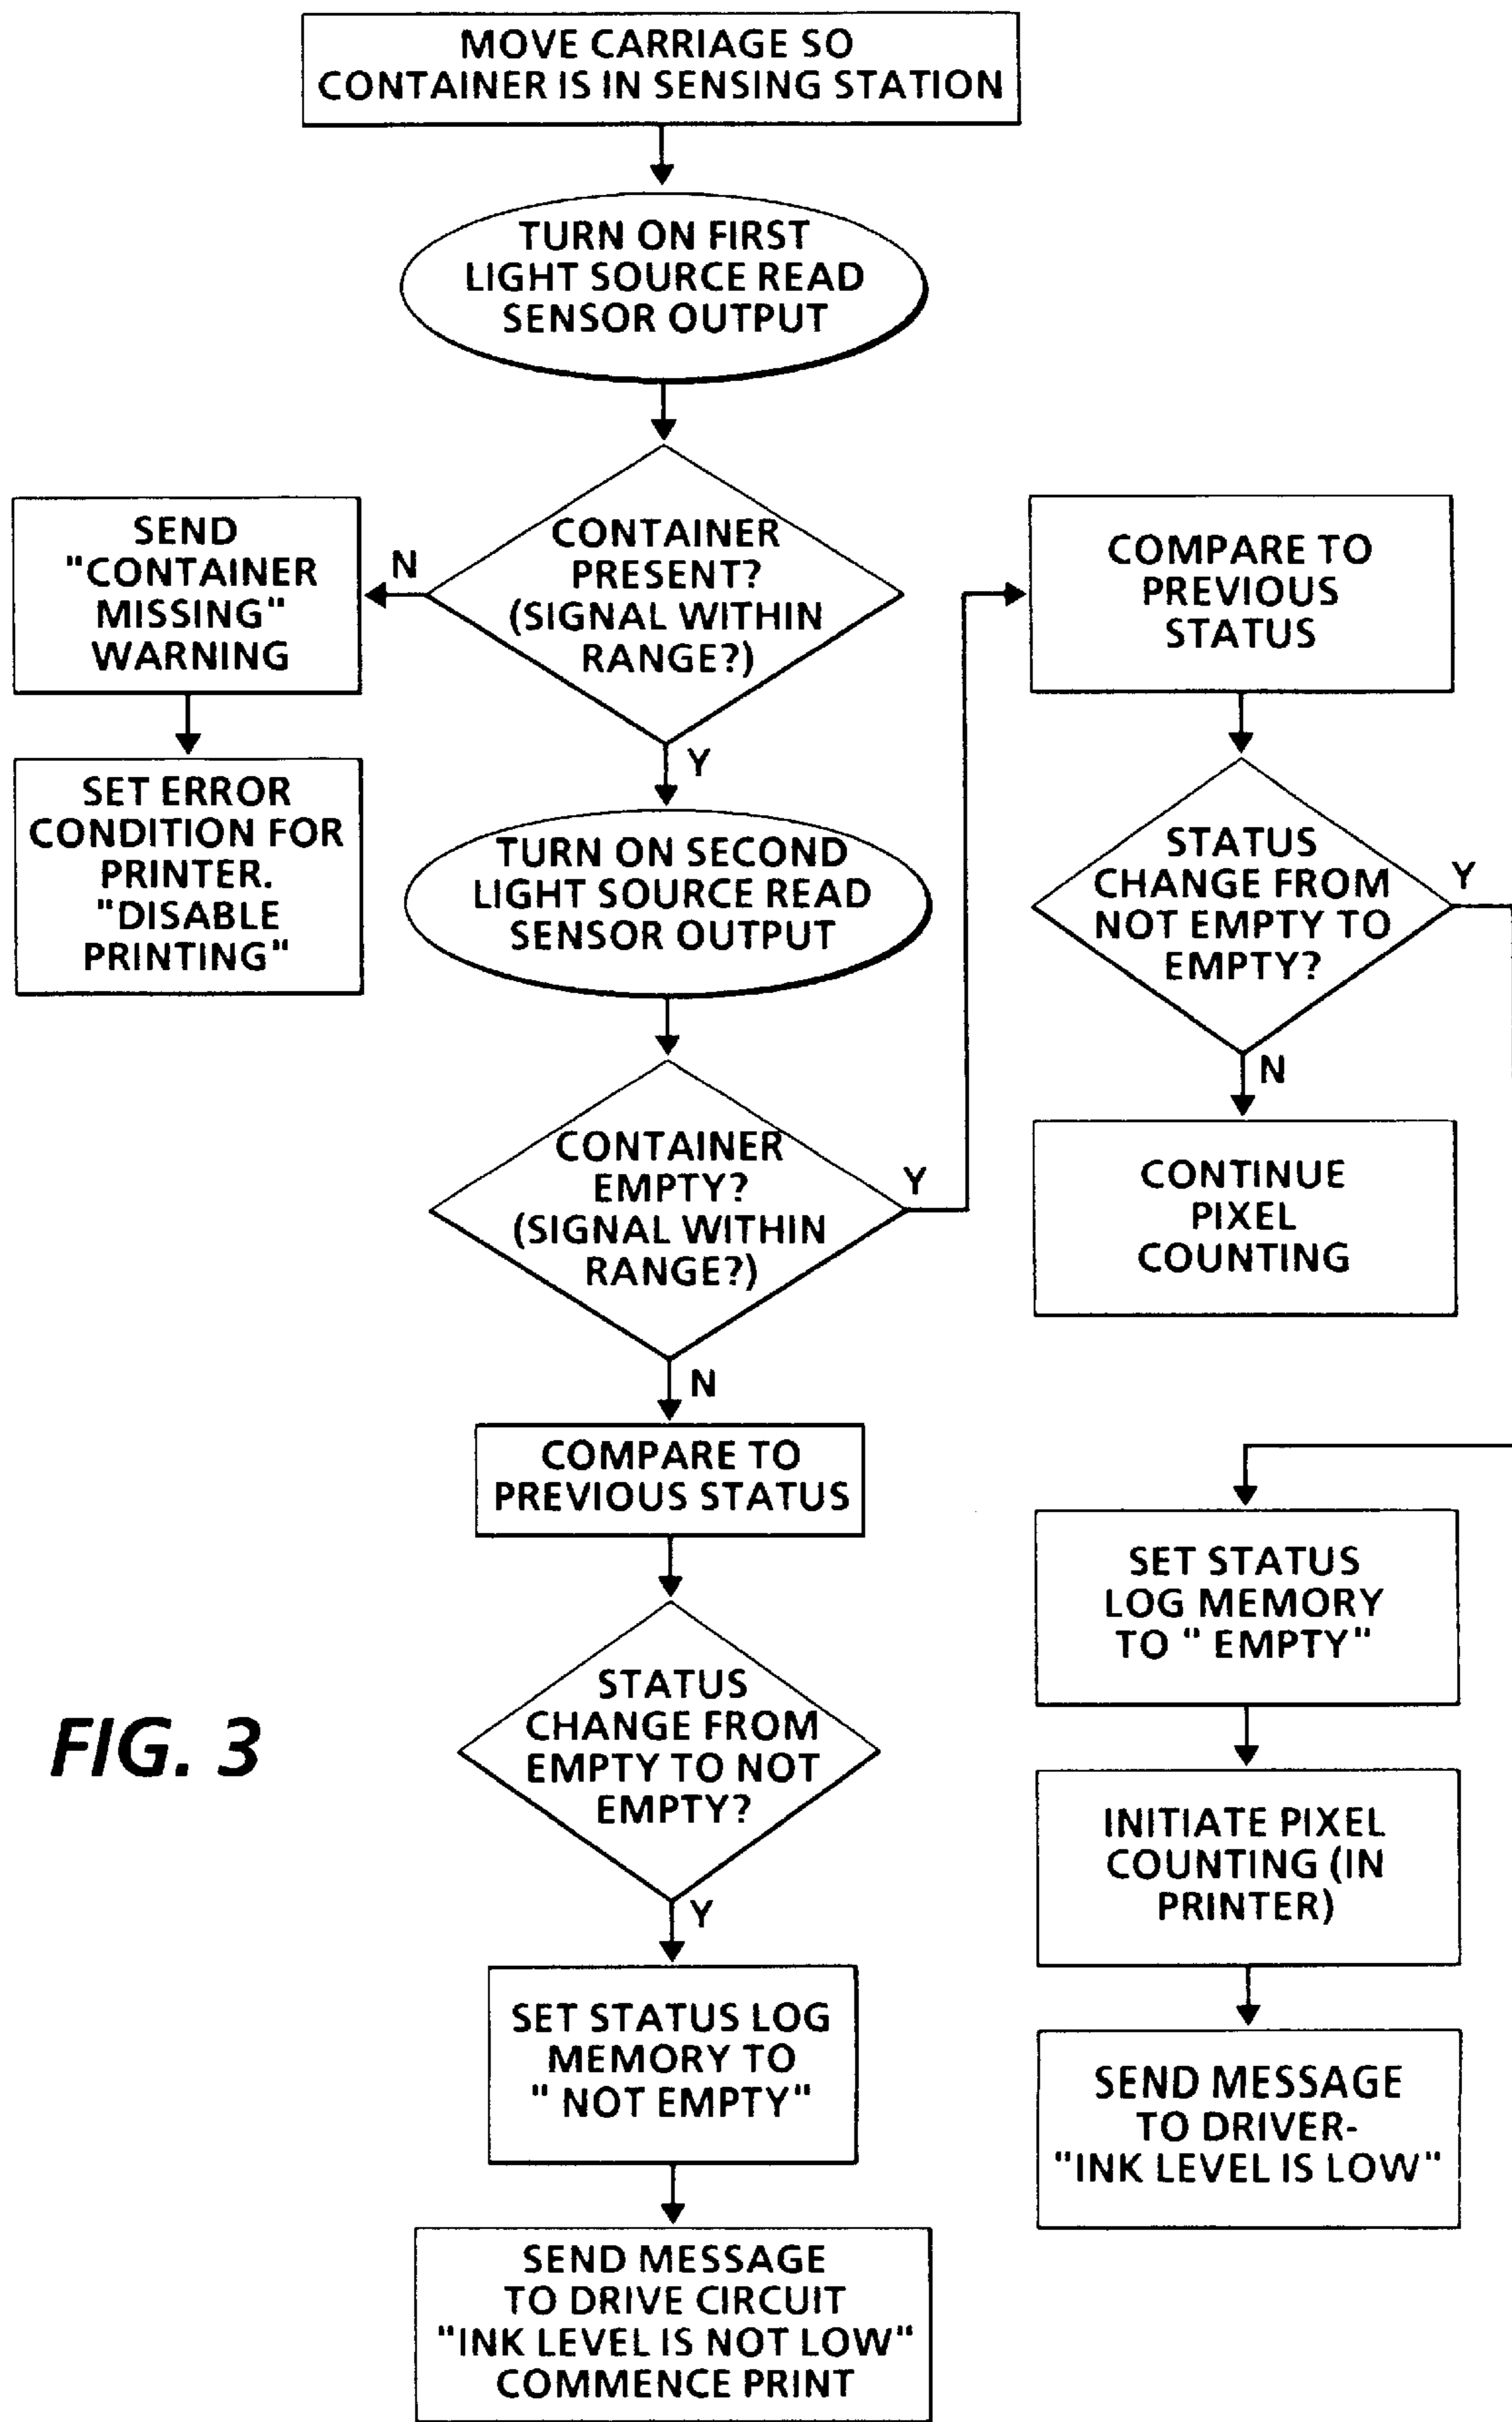 MOVE CARRIAGE SO
CONTAINER IS IN SENSING STATION
TURN ON FIRST
LIGHT SOURCE READ
SENSOR OUTPUT
CONTAINER
PRESENT?
(SIGNAL WITHIN
RANGE?)
N
SEND
"CONTAINER
MISSING"
WARNING
SET ERROR
CONDITION FOR
PRINTER.
"DISABLE
PRINTING"
Y
TURN ON SECOND
LIGHT SOURCE READ
SENSOR OUTPUT
CONTAINER
EMPTY?
(SIGNAL WITHIN
RANGE?)
Y
COMPARE TO
PREVIOUS
STATUS
STATUS
CHANGE FROM
NOT EMPTY TO
EMPTY?
Y
N
CONTINUE
PIXEL
COUNTING
N
COMPARE TO
PREVIOUS STATUS
STATUS
CHANGE FROM
EMPTY TO NOT
EMPTY?
Y
SET STATUS LOG
MEMORY TO
" NOT EMPTY"
SEND MESSAGE
TO DRIVE CIRCUIT
"INK LEVEL IS NOT LOW"
COMMENCE PRINT
SET STATUS
LOG MEMORY
TO " EMPTY"
INITIATE PIXEL
COUNTING (IN
PRINTER)
SEND MESSAGE
TO DRIVER-
"INK LEVEL IS LOW"
FIG. 3